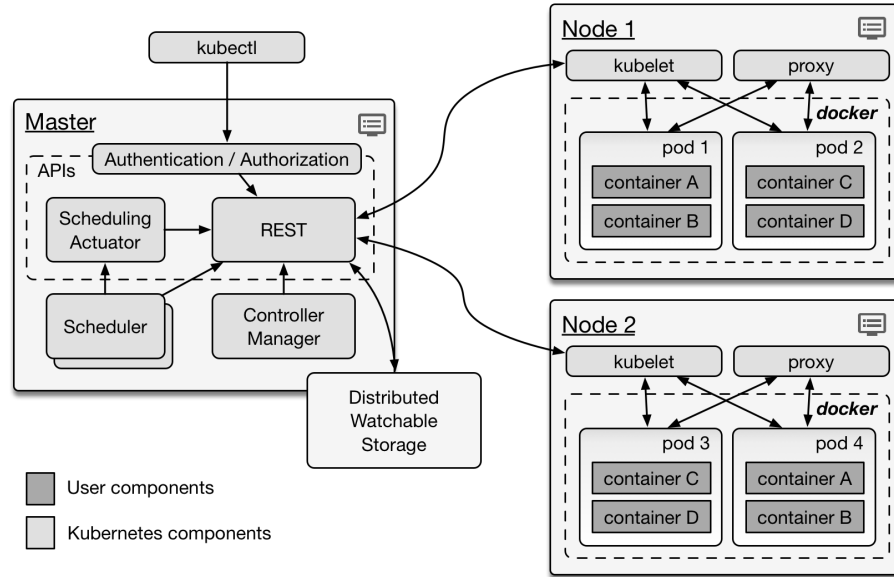 kubectl
Master
APIs
Authentication / Authorization
Scheduling
Actuator
REST
Scheduler
Controller
Manager
Distributed
Watchable
Storage
User components
Kubernetes components
Node 1
kubelet
proxy
docker
pod 1
container A
container B
pod 2
container C
container D
Node 2
kubelet
proxy
docker
pod 3
container C
container D
pod 4
container A
container B